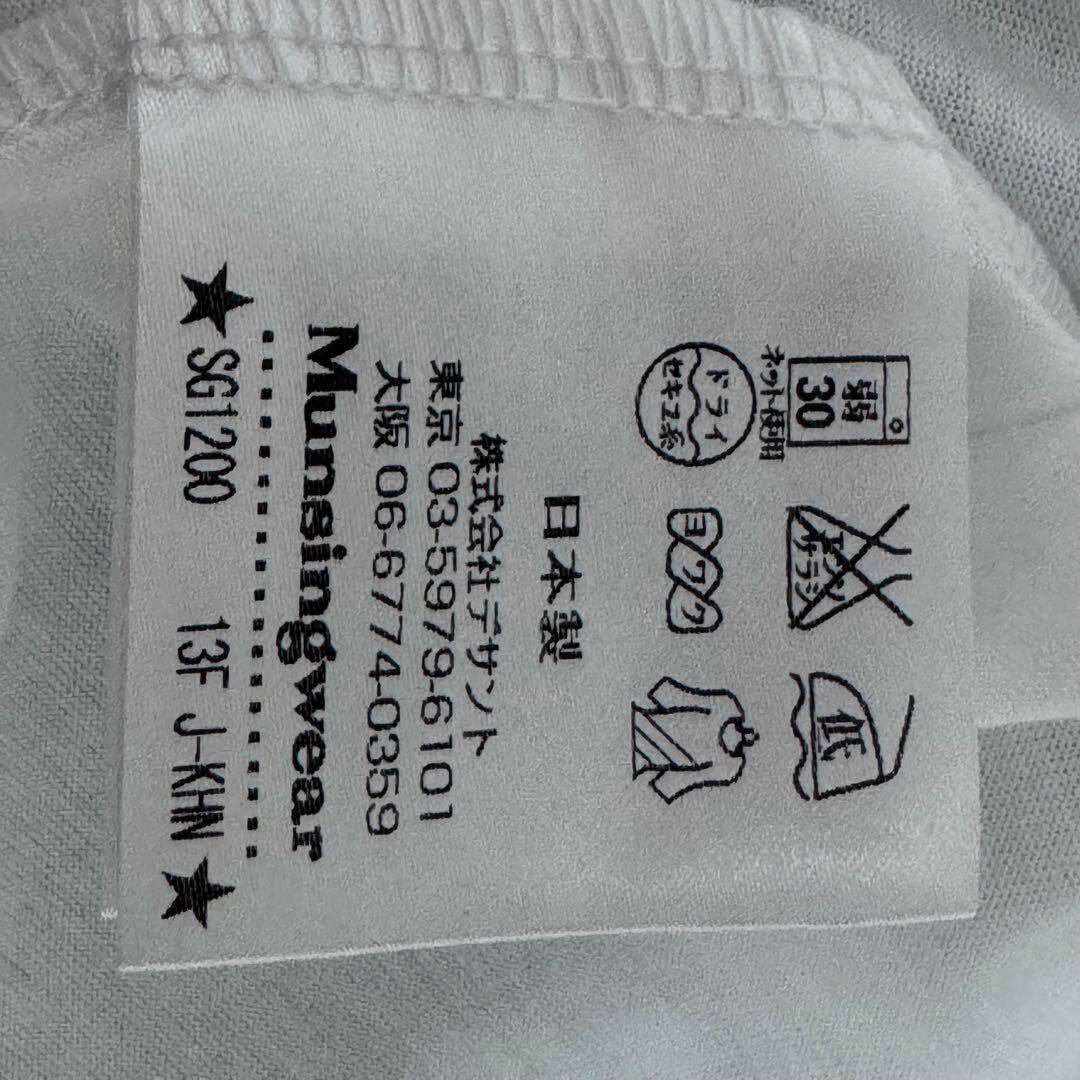 弱 30
ネット使用
エンソ サラシ
低
ドライ
セキユ系
ヨワク
日本製
株式会社デサント
東京 03-5979-6101
大阪 06-6774-0359
Munsingwear
★SG1200 13F J-KHN★